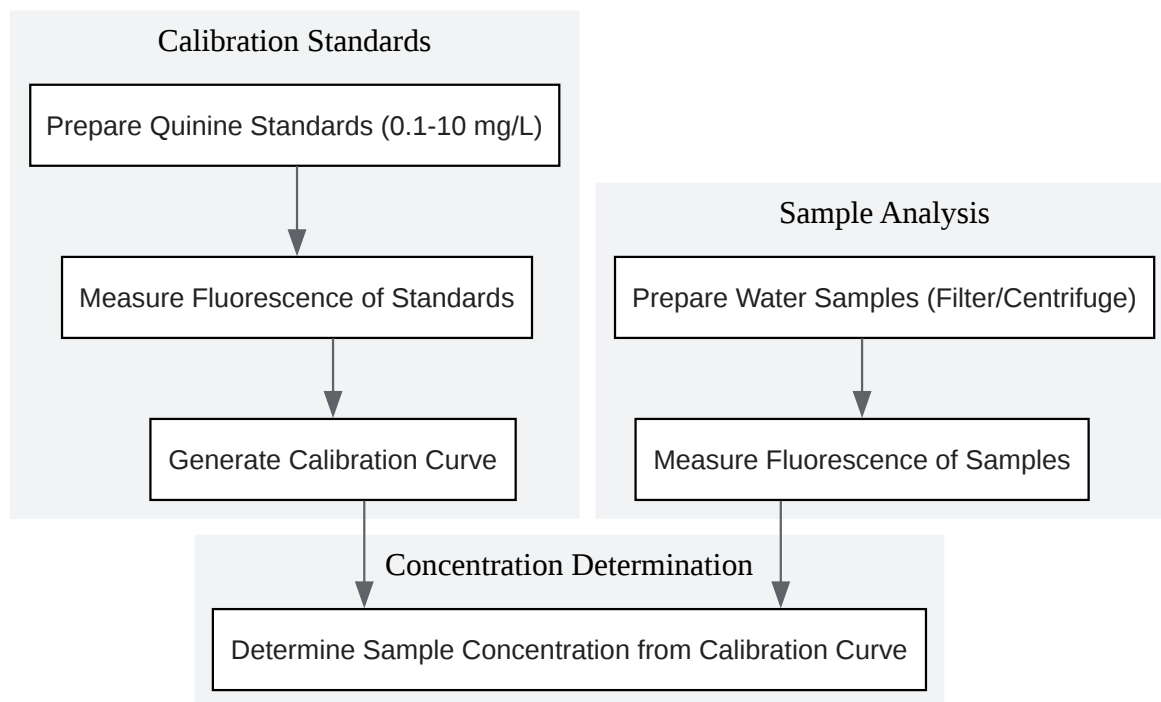 Calibration Standards
Prepare Quinine Standards (0.1-10 mg/L)
Measure Fluorescence of Standards
Generate Calibration Curve
Sample Analysis
Prepare Water Samples (Filter/Centrifuge)
Measure Fluorescence of Samples
Concentration Determination
Determine Sample Concentration from Calibration Curve